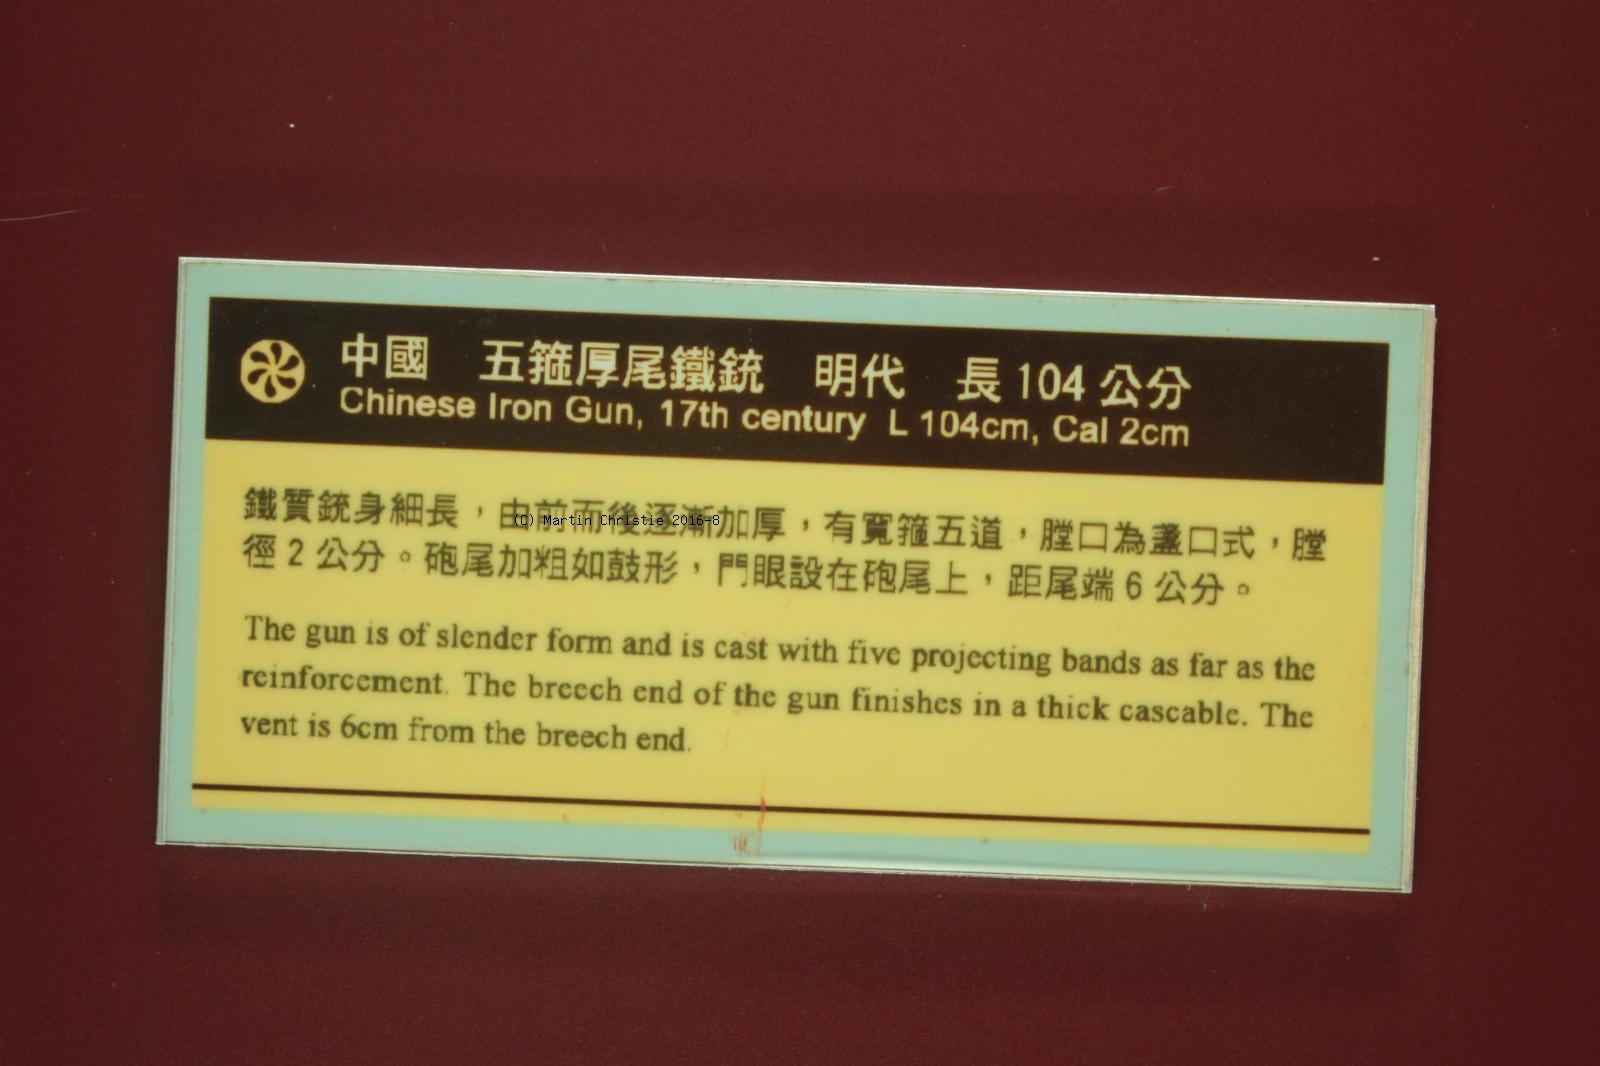 中國 五箍厚尾鐵銃 明代 長 104 公分
Chinese Iron Gun, 17th century L 104cm, Cal 2cm
鐵質銃身細長，由前而後逐漸加厚，有寬箍五道，膛口為盞口式，膛
徑 2 公分。砲尾加粗如鼓形，門眼設在砲尾上，距尾端 6 公分。
(C) Martin Christie 2016-8
The gun is of slender form and is cast with five projecting bands as far as the
reinforcement. The breech end of the gun finishes in a thick cascable. The
vent is 6cm from the breech end.